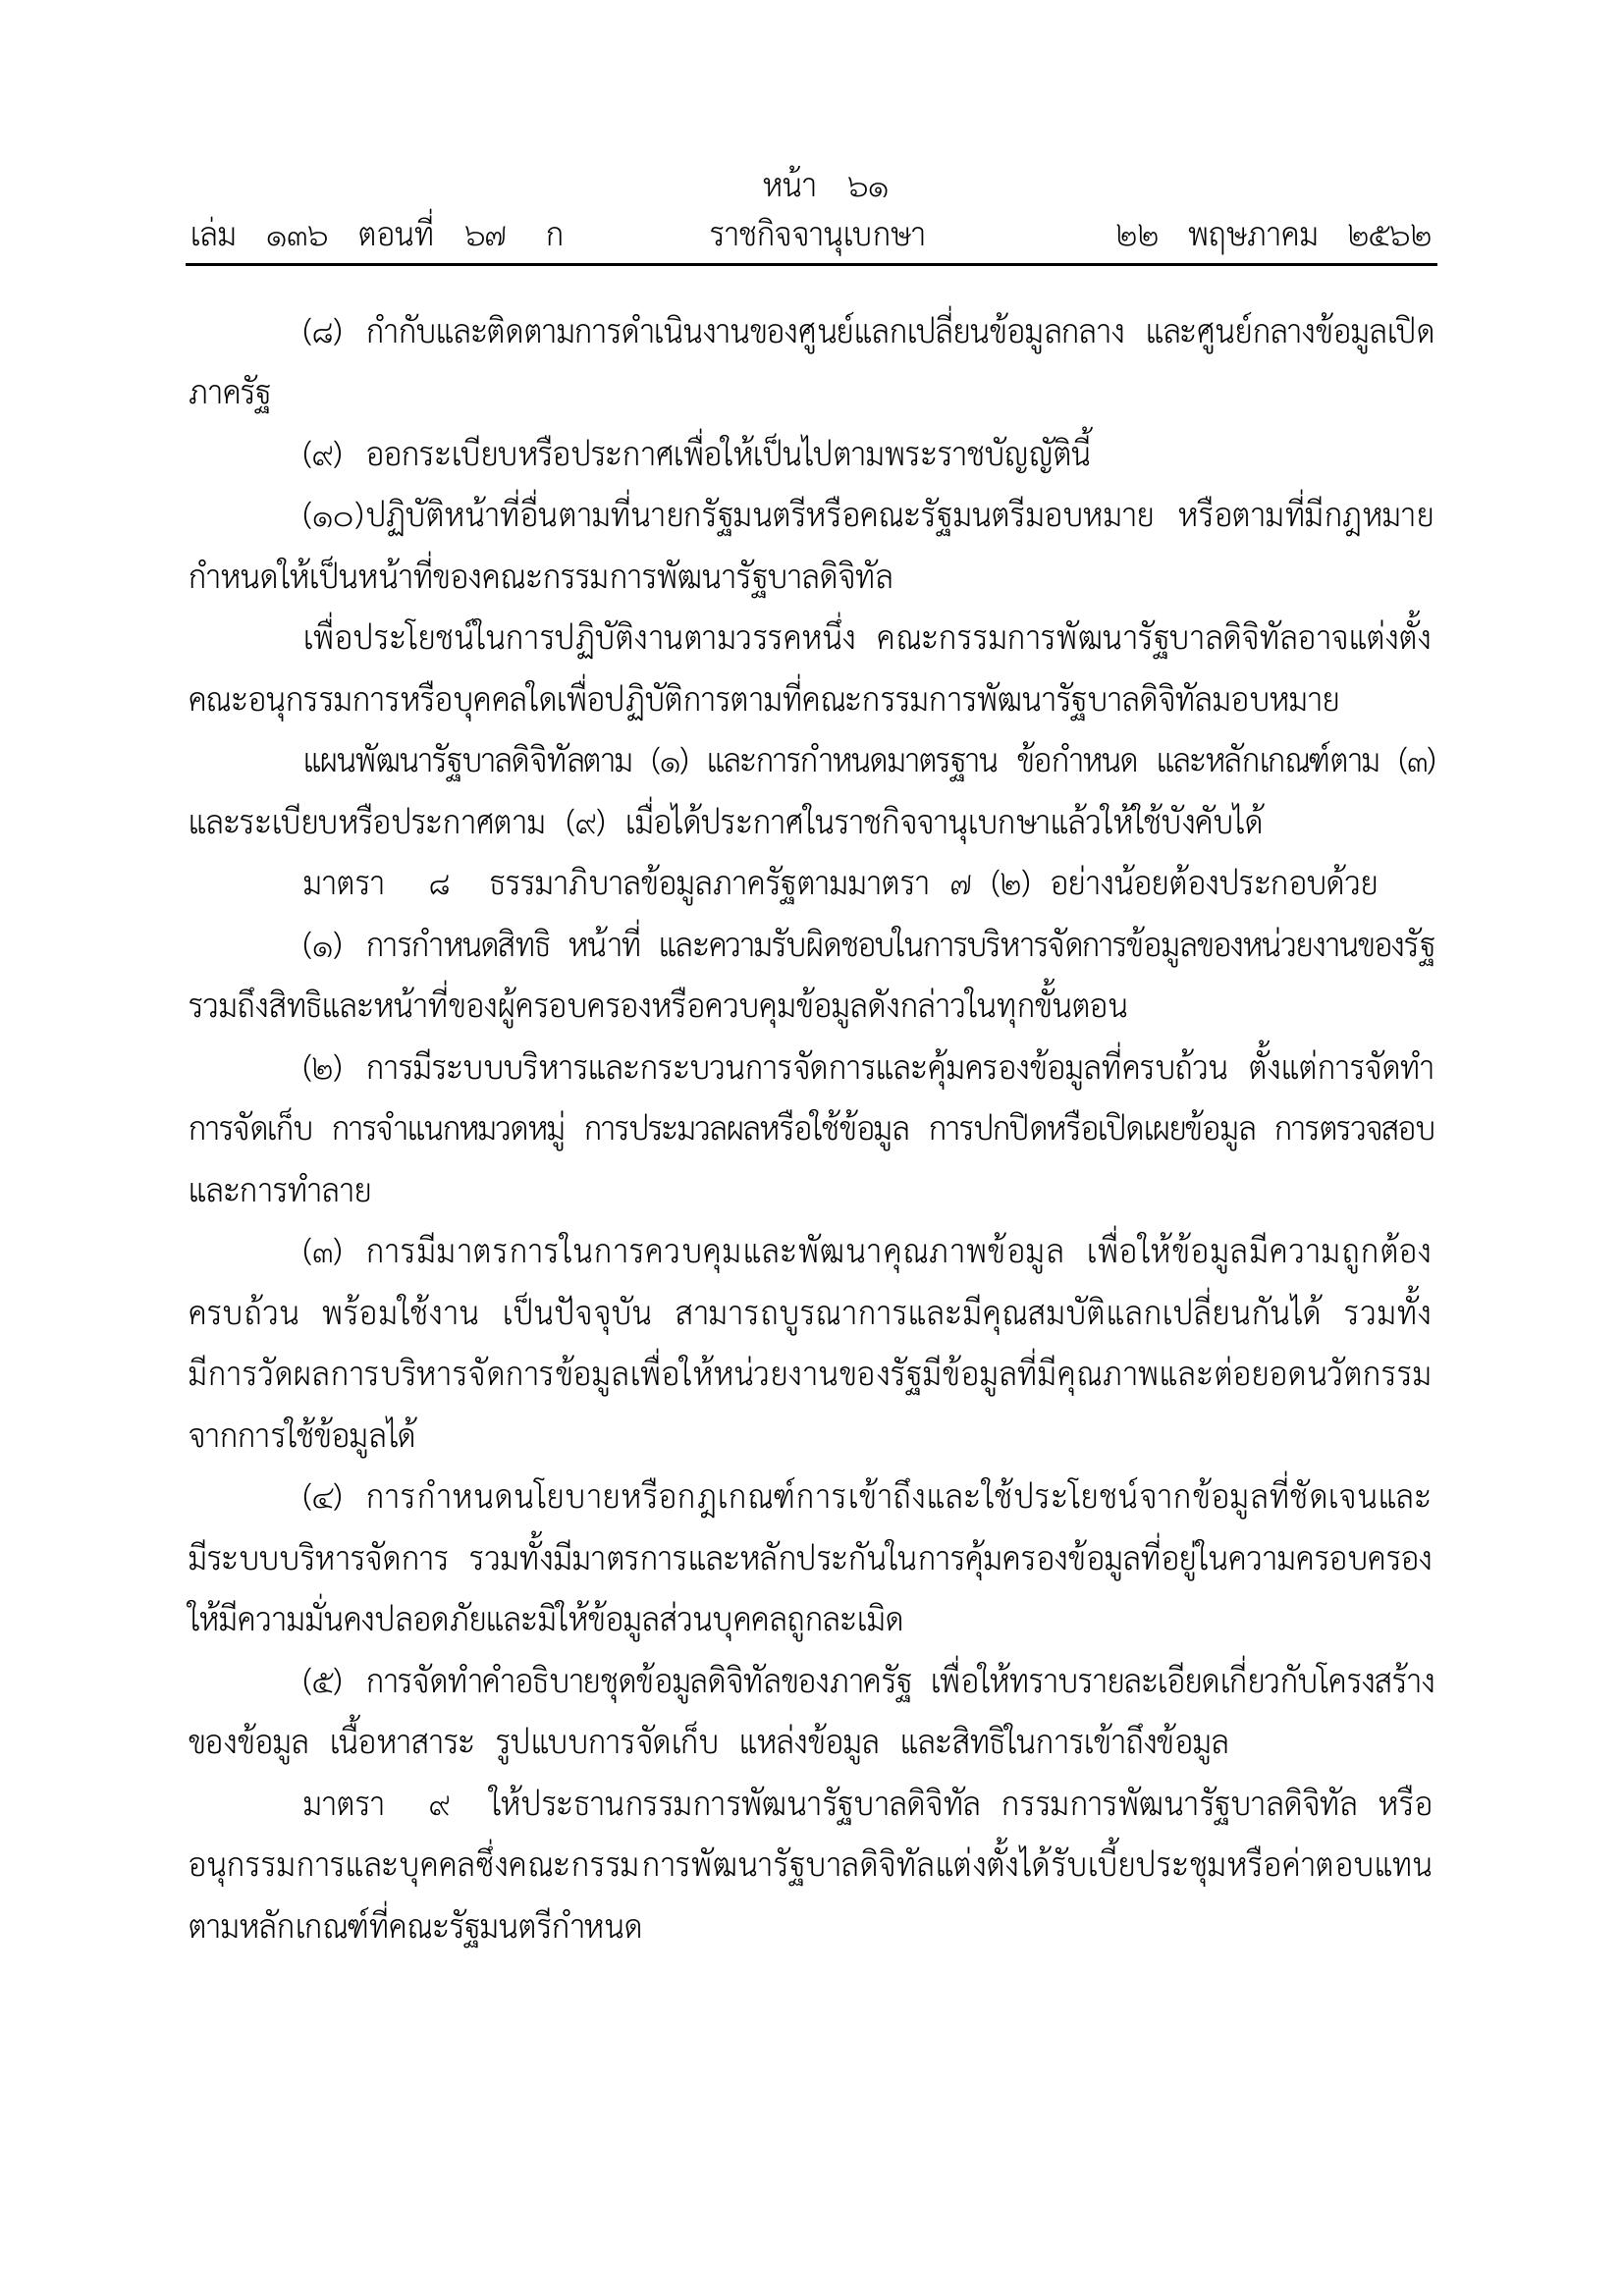 หน้า ๖๑
เล่ม ๑๓๖ ตอนที่ ๖๗ ก ราชกิจจานุเบกษา ๒๒ พฤษภาคม ๒๕๖๒
(๘) กำกับและติดตามการดำเนินงานของศูนย์แลกเปลี่ยนข้อมูลกลาง และศูนย์กลางข้อมูลเปิด
ภาครัฐ
(๙) ออกระเบียบหรือประกาศเพื่อให้เป็นไปตามพระราชบัญญัตินี้
(๑๐)ปฏิบัติหน้าที่อื่นตามที่นายกรัฐมนตรีหรือคณะรัฐมนตรีมอบหมาย หรือตามที่มีกฎหมาย
กำหนดให้เป็นหน้าที่ของคณะกรรมการพัฒนารัฐบาลดิจิทัล
เพื่อประโยชน์ในการปฏิบัติงานตามวรรคหนึ่ง คณะกรรมการพัฒนารัฐบาลดิจิทัลอาจแต่งตั้ง
คณะอนุกรรมการหรือบุคคลใดเพื่อปฏิบัติการตามที่คณะกรรมการพัฒนารัฐบาลดิจิทัลมอบหมาย
แผนพัฒนารัฐบาลดิจิทัลตาม (๑) และการกำหนดมาตรฐาน ข้อกำหนด และหลักเกณฑ์ตาม (๓)
และระเบียบหรือประกาศตาม (๙) เมื่อได้ประกาศในราชกิจจานุเบกษาแล้วให้ใช้บังคับได้
มาตรา ๘ ธรรมาภิบาลข้อมูลภาครัฐตามมาตรา ๗ (๒) อย่างน้อยต้องประกอบด้วย
(๑) การกำหนดสิทธิ หน้าที่ และความรับผิดชอบในการบริหารจัดการข้อมูลของหน่วยงานของรัฐ
รวมถึงสิทธิและหน้าที่ของผู้ครอบครองหรือควบคุมข้อมูลดังกล่าวในทุกขั้นตอน
(๒) การมีระบบบริหารและกระบวนการจัดการและคุ้มครองข้อมูลที่ครบถ้วน ตั้งแต่การจัดทำ
การจัดเก็บ การจำแนกหมวดหมู่ การประมวลผลหรือใช้ข้อมูล การปกปิดหรือเปิดเผยข้อมูล การตรวจสอบ
และการทำลาย
(๓) การมีมาตรการในการควบคุมและพัฒนาคุณภาพข้อมูล เพื่อให้ข้อมูลมีความถูกต้อง
ครบถ้วน พร้อมใช้งาน เป็นปัจจุบัน สามารถบูรณาการและมีคุณสมบัติแลกเปลี่ยนกันได้ รวมทั้ง
มีการวัดผลการบริหารจัดการข้อมูลเพื่อให้หน่วยงานของรัฐมีข้อมูลที่มีคุณภาพและต่อยอดนวัตกรรม
จากการใช้ข้อมูลได้
(๔) การกำหนดนโยบายหรือกฎเกณฑ์การเข้าถึงและใช้ประโยชน์จากข้อมูลที่ชัดเจนและ
มีระบบบริหารจัดการ รวมทั้งมีมาตรการและหลักประกันในการคุ้มครองข้อมูลที่อยู่ในความครอบครอง
ให้มีความมั่นคงปลอดภัยและมิให้ข้อมูลส่วนบุคคลถูกละเมิด
(๕) การจัดทำคำอธิบายชุดข้อมูลดิจิทัลของภาครัฐ เพื่อให้ทราบรายละเอียดเกี่ยวกับโครงสร้าง
ของข้อมูล เนื้อหาสาระ รูปแบบการจัดเก็บ แหล่งข้อมูล และสิทธิในการเข้าถึงข้อมูล
มาตรา ๙ ให้ประธานกรรมการพัฒนารัฐบาลดิจิทัล กรรมการพัฒนารัฐบาลดิจิทัล หรือ
อนุกรรมการและบุคคลซึ่งคณะกรรมการพัฒนารัฐบาลดิจิทัลแต่งตั้งได้รับเบี้ยประชุมหรือค่าตอบแทน
ตามหลักเกณฑ์ที่คณะรัฐมนตรีกำหนด